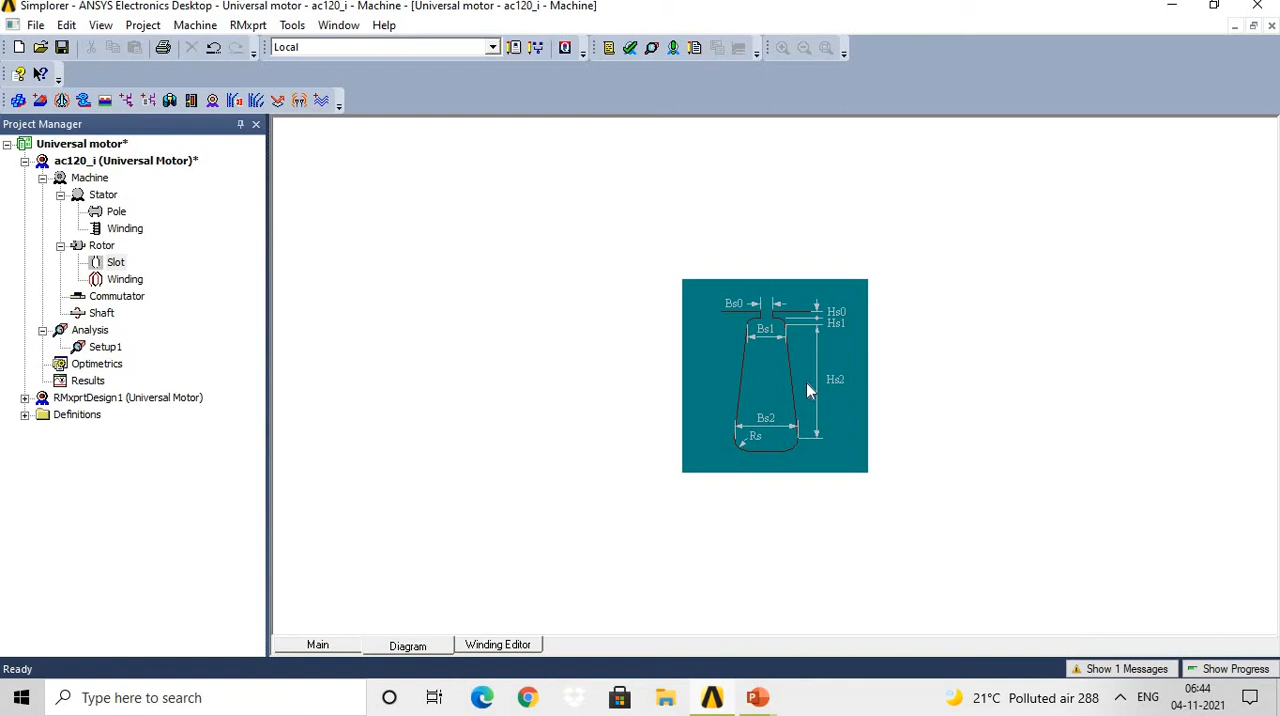 Simplorer - ANSYS Electronics Desktop - Universal motor - ac120_i - Machine - [Universal motor - ac120_i - Machine]
File Edit View Project Machine RMxprt Tools Window Help
Local
Project Manager
Universal motor*
ac120_i (Universal Motor)*
Machine
Stator
Pole
Winding
Rotor
Slot
Winding
Commutator
Shaft
Analysis
Setup1
Optimetrics
Results
RMxprtDesign1 (Universal Motor)
Definitions
Bs0
Hs0
Hs1
Bs1
Hs2
Bs2
Rs
Main Diagram Winding Editor
Ready
Show 1 Messages Show Progress
Type here to search
21°C Polluted air 288
ENG
06:44
04-11-2021